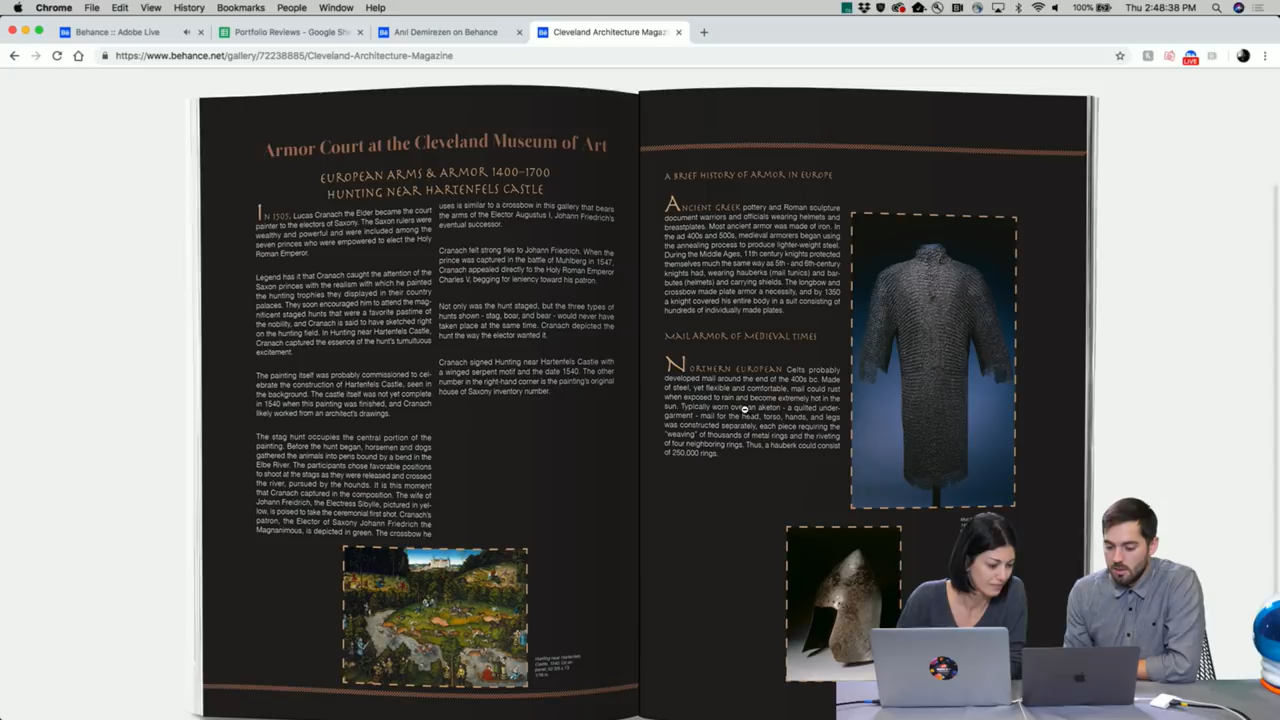 Chrome File Edit View History Bookmarks People Window Help
100% Thu 2:48:38 PM
Behance :: Adobe Live
Portfolio Reviews - Google She
Anil Demirezen on Behance
Cleveland Architecture Magaz
https://www.behance.net/gallery/72238885/Cleveland-Architecture-Magazine
LIVE
Armor Court at the Cleveland Museum of Art
European Arms & Armor 1400–1700
Hunting near Hartenfels Castle
In 1505, Lucas Cranach the Elder became the court
painter to the electors of Saxony. The Saxon rulers were
wealthy and powerful and were included among the
seven princes who were empowered to elect the Holy
Roman Emperor.
Legend has it that Cranach caught the attention of the
Saxon princes with the realism with which he painted
the hunting trophies they displayed in their country
palaces. They soon encouraged him to attend the mag-
nificent staged hunts that were a favorite pastime of
the nobility, and Cranach is said to have sketched right
on the hunting field. In Hunting near Hartenfels Castle,
Cranach captured the essence of the hunt's tumultuous
excitement.
The painting itself was probably commissioned to cel-
ebrate the construction of Hartenfels Castle, seen in
the background. The castle itself was not yet complete
in 1540 when this painting was finished, and Cranach
likely worked from an architect's drawings.
The stag hunt occupies the central portion of the
painting. Before the hunt began, horsemen and dogs
gathered the animals into pens bound by a bend in the
Elbe River. The participants chose favorable positions
to shoot at the stags as they were released and crossed
the river, pursued by the hounds. It is this moment
that Cranach captured in the composition. The wife of
Johann Freidrich, the Electress Sibylle, pictured in yel-
low, is poised to take the ceremonial first shot. Cranach's
patron, the Elector of Saxony Johann Friedrich the
Magnanimous, is depicted in green. The crossbow he
uses is similar to a crossbow in this gallery that bears
the arms of the Elector Augustus I, Johann Friedrich's
eventual successor.
Cranach felt strong ties to Johann Friedrich. When the
prince was captured in the battle of Muhlberg in 1547,
Cranach appealed directly to the Holy Roman Emperor
Charles V, begging for leniency toward his patron.
Not only was the hunt staged, but the three types of
hunts shown - stag, boar, and bear - would never have
taken place at the same time. Cranach depicted the
hunt the way the elector wanted it.
Cranach signed Hunting near Hartenfels Castle with
a winged serpent motif and the date 1540. The other
number in the right-hand corner is the painting's original
house of Saxony inventory number.
Hunting near Hartenfels
Castle, 1540. Oil on
A Brief History of Armor in Europe
Ancient Greek pottery and Roman sculpture
document warriors and officials wearing helmets and
breastplates. Most ancient armor was made of iron. In
the ad 400s and 500s, medieval armorers began using
the annealing process to produce lighter-weight steel.
During the Middle Ages, 11th century knights protected
themselves much the same way as 5th - and 6th-century
knights had, wearing hauberks (mail tunics) and bar-
butes (helmets) and carrying shields. The longbow and
crossbow made plate armor a necessity, and by 1350
a knight covered his entire body in a suit consisting of
hundreds of individually made plates.
Mail Armor of Medieval Times
Northern European Celts probably
developed mail around the end of the 400s bc. Made
of steel, yet flexible and comfortable, mail could rust
when exposed to rain and become extremely hot in the
sun. Typically worn over an aketon - a quilted under-
garment - mail for the head, torso, hands, and legs
was constructed separately, each piece requiring the
"weaving" of thousands of metal rings and the riveting
of four neighboring rings. Thus, a hauberk could consist
of 250,000 rings.